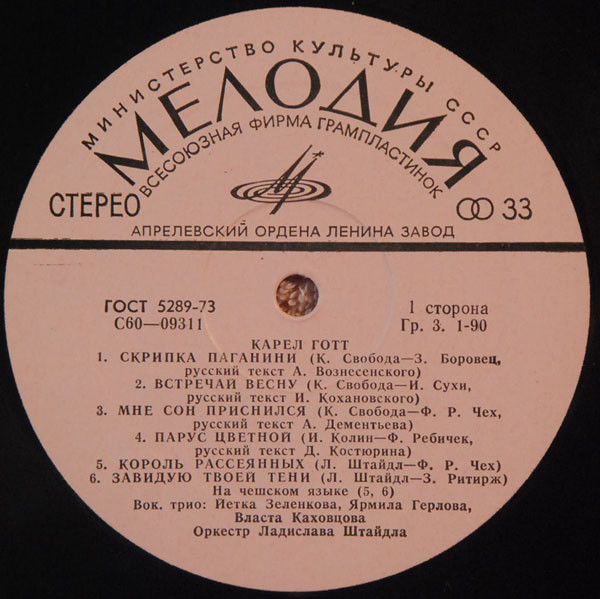 МИНИСТЕРСТВО КУЛЬТУРЫ СССР
МЕЛОДИЯ
ВСЕСОЮЗНАЯ ФИРМА ГРАМПЛАСТИНОК
СТЕРЕО
33
АПРЕЛЕВСКИЙ ОРДЕНА ЛЕНИНА ЗАВОД
ГОСТ 5289-73
С60—09311
1 сторона
Гр. 3. 1-90
КАРЕЛ ГОТТ
1. СКРИПКА ПАГАНИНИ (К. Свобода—З. Боровец,
русский текст А. Вознесенского)
2. ВСТРЕЧАЙ ВЕСНУ (К. Свобода—И. Сухи,
русский текст И. Кохановского)
3. МНЕ СОН ПРИСНИЛСЯ (К. Свобода—Ф. Р. Чех,
русский текст А. Дементьева)
4. ПАРУС ЦВЕТНОЙ (И. Колин—Ф. Ребичек,
русский текст Д. Костюрина)
5. КОРОЛЬ РАССЕЯННЫХ (Л. Штайдл—Ф. Р. Чех)
6. ЗАВИДУЮ ТВОЕЙ ТЕНИ (Л. Штайдл—З. Ритирж)
На чешском языке (5, 6)
Вок. трио: Йетка Зеленкова, Ярмила Герлова,
Власта Каховцова
Оркестр Ладислава Штайдла